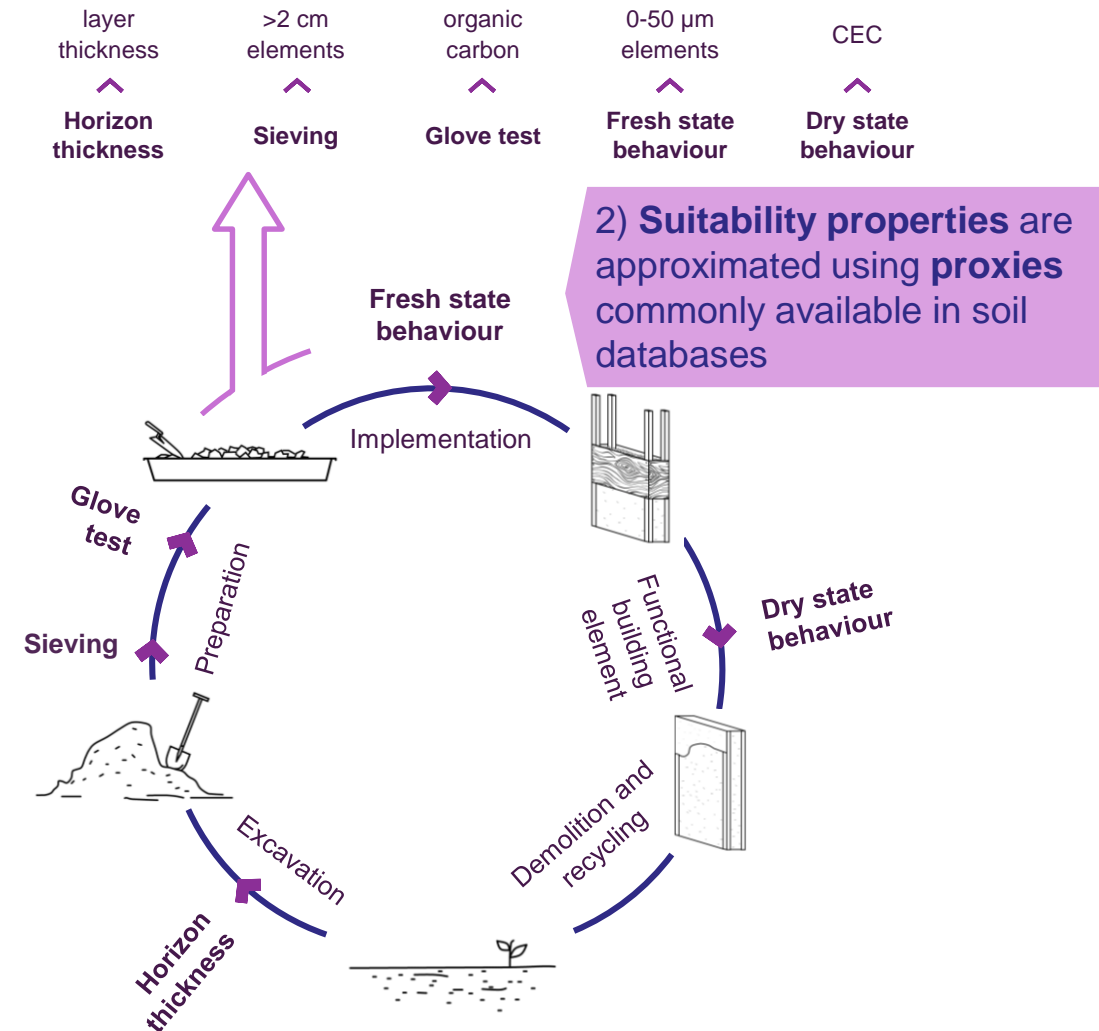 layer
thickness
>2 cm
elements
organic
carbon
0-50 µm
elements
CEC
Horizon
thickness
Sieving
Glove test
Fresh state
behaviour
Dry state
behaviour
2) Suitability properties are
approximated using proxies
commonly available in soil
databases
Fresh state
behaviour
Implementation
Glove
test
Preparation
Sieving
Functional
building
element
Dry state
behaviour
Demolition and
recycling
Excavation
Horizon
thickness